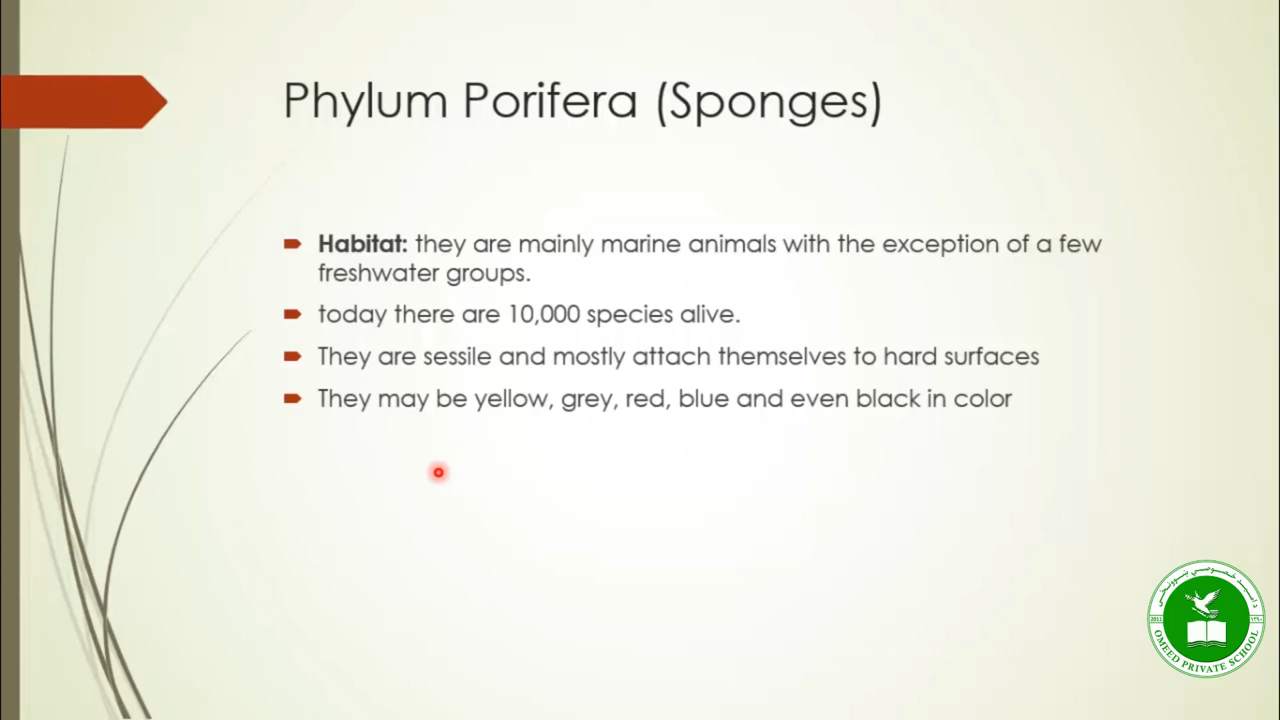 Phylum Porifera (Sponges)
Habitat: they are mainly marine animals with the exception of a few
freshwater groups.
today there are 10,000 species alive.
They are sessile and mostly attach themselves to hard surfaces
They may be yellow, grey, red, blue and even black in color
2011
١٣٩٠
OMEED PRIVATE SCHOOL